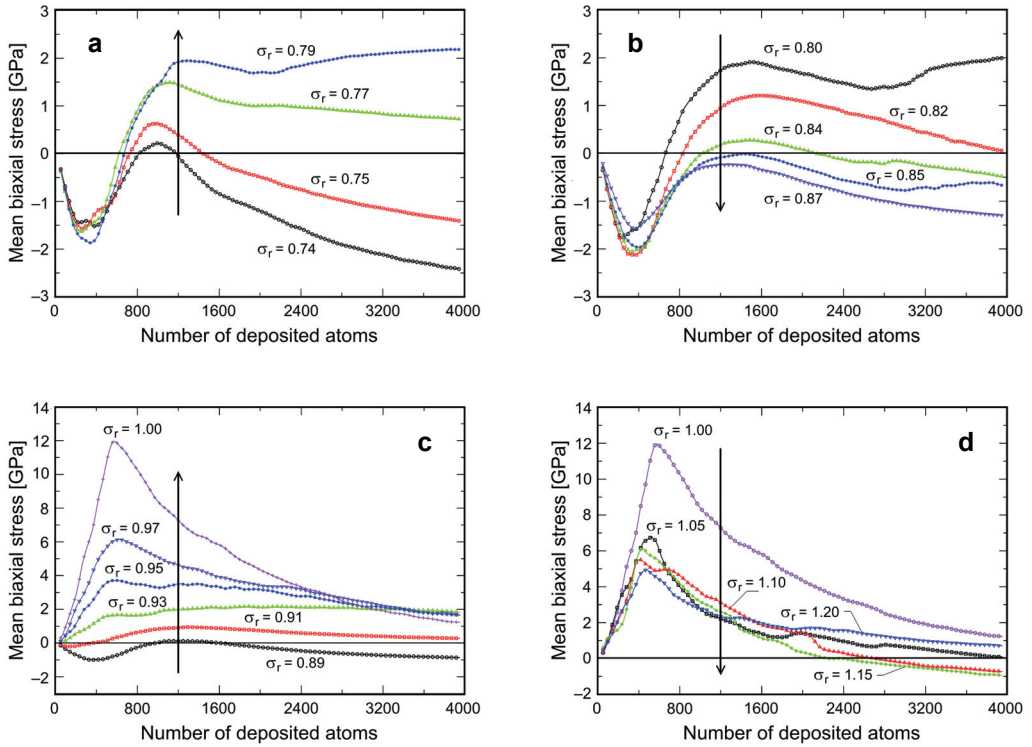 a
3
2
1
0
–1
–2
–3
Mean biaxial stress [GPa]
σr = 0.79
σr = 0.77
σr = 0.75
σr = 0.74
0 800 1600 2400 3200 4000
Number of deposited atoms
b
3
2
1
0
–1
–2
–3
Mean biaxial stress [GPa]
σr = 0.80
σr = 0.82
σr = 0.84
σr = 0.85
σr = 0.87
0 800 1600 2400 3200 4000
Number of deposited atoms
c
14
12
10
8
6
4
2
0
–2
Mean biaxial stress [GPa]
σr = 1.00
σr = 0.97
σr = 0.95
σr = 0.93
σr = 0.91
σr = 0.89
0 800 1600 2400 3200 4000
Number of deposited atoms
d
14
12
10
8
6
4
2
0
–2
Mean biaxial stress [GPa]
σr = 1.00
σr = 1.05
σr = 1.10
σr = 1.20
σr = 1.15
0 800 1600 2400 3200 4000
Number of deposited atoms